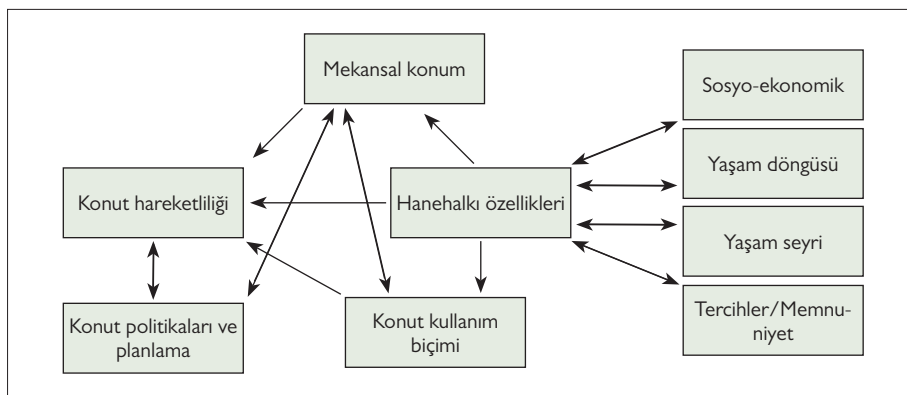 Mekansal konum
Sosyo-ekonomik
Yaşam döngüsü
Konut hareketliliği
Hanehalkı özellikleri
Yaşam seyri
Konut politikaları ve
planlama
Konut kullanım
biçimi
Tercihler/Memnu-
niyet